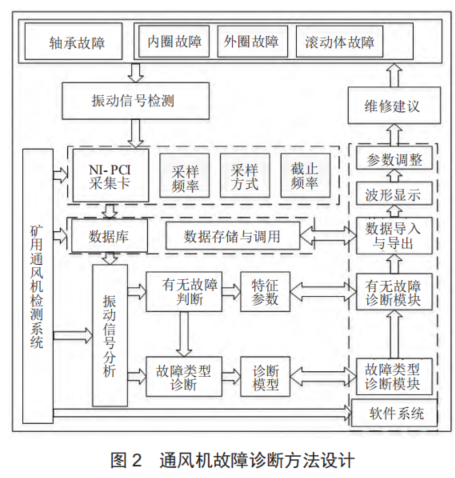 轴承故障
内圈故障
外圈故障
滚动体故障
振动信号检测
维修建议
NI-PCI
采集卡
采样
频率
采样
方式
截止
频率
参数调整
波形显示
数据库
数据存储与调用
数据导入
与导出
矿用通风机检测系统
振动信号分析
有无故障
判断
特征
参数
有无故障
诊断模块
故障类型
诊断
诊断
模型
故障类型
诊断模块
软件系统
图 2 通风机故障诊断方法设计